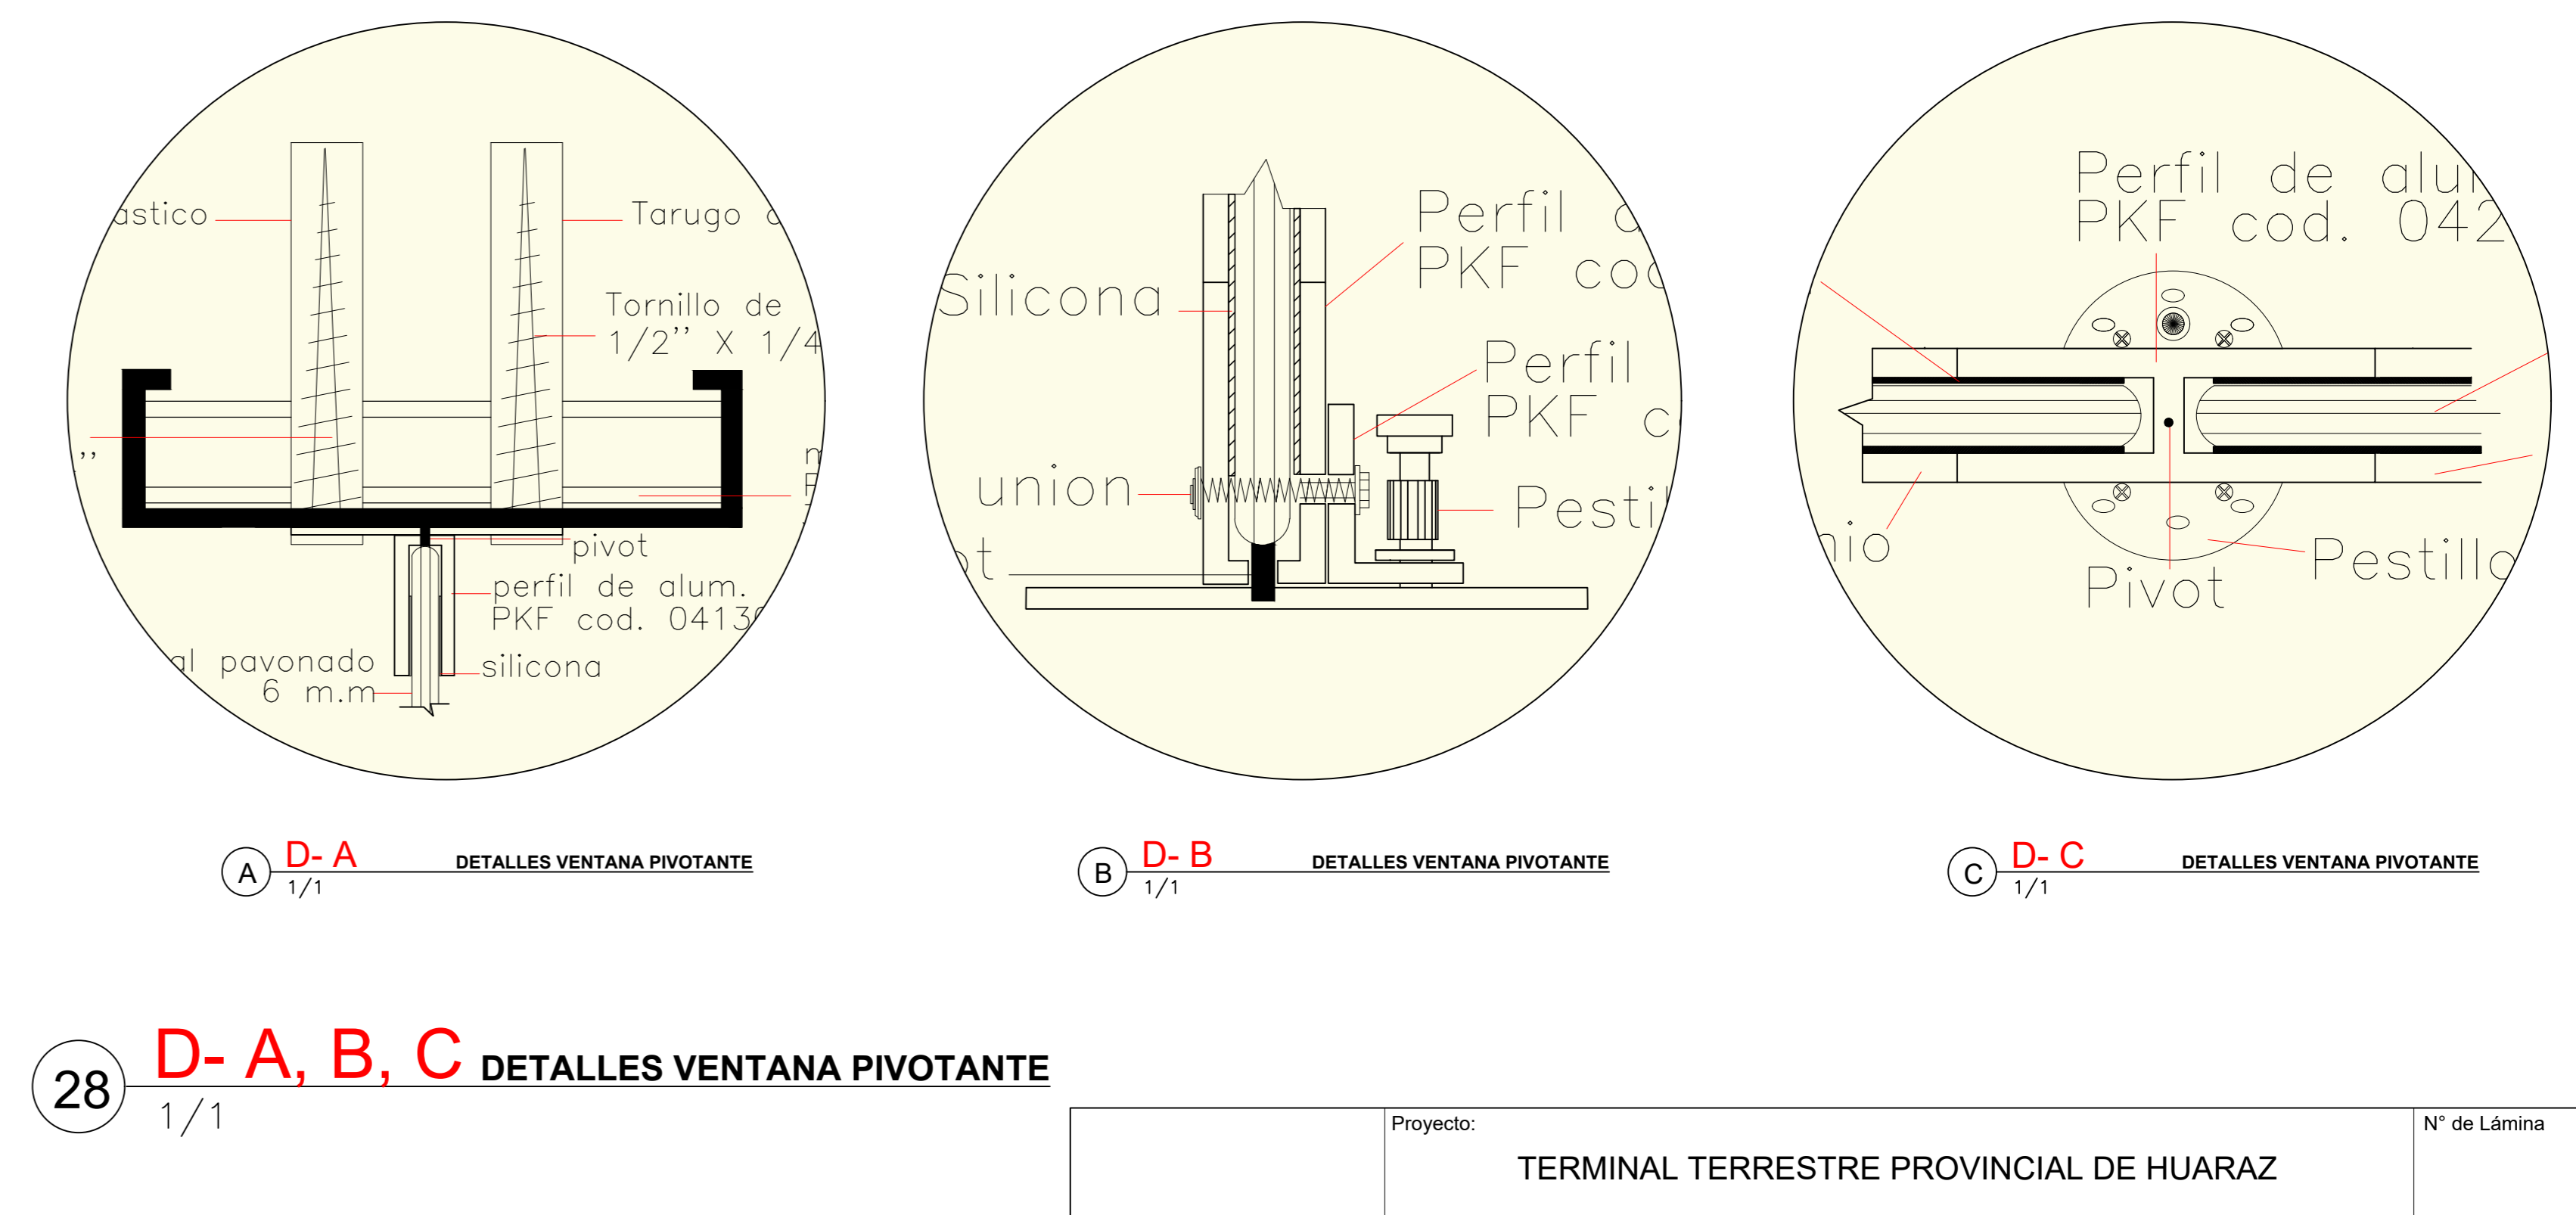 astico
Tarugo
Tornillo de
1/2'' X 1/4
''
pivot
perfil de alum.
PKF cod. 0413
al pavonado
6 m.m
silicona
Silicona
Perfil
PKF
Perfil
PKF
union
Pesti
Perfil de alu
PKF cod. 042
nio
Pivot
Pestillo
A D- A DETALLES VENTANA PIVOTANTE
1/1
B D- B DETALLES VENTANA PIVOTANTE
1/1
C D- C DETALLES VENTANA PIVOTANTE
1/1
28 D- A, B, C DETALLES VENTANA PIVOTANTE
1/1
Proyecto:
TERMINAL TERRESTRE PROVINCIAL DE HUARAZ
N° de Lámina